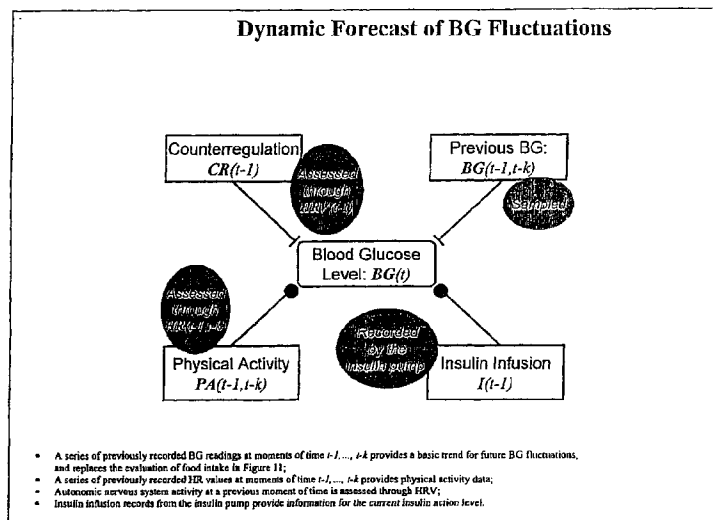 Dynamic Forecast of BG Fluctuations
Counterregulation
CR(t-1)
Assessed
through
HRV(t-1)
Previous BG:
BG(t-1,t-k)
Sampled
Blood Glucose
Level: BG(t)
Assessed
through
Physical Activity
PA(t-1,t-k)
Recorded
by the
insulin pump
Insulin Infusion
I(t-1)
• A series of previously recorded BG readings at moments of time t-1,..., t-k provides a basic trend for future BG fluctuations,
and replaces the evaluation of food intake in Figure 11;
• A series of previously recorded HR values at moments of time t-1,..., t-k provides physical activity data;
• Autonomic nervous system activity at a previous moment of time is assessed through HRV;
• Insulin infusion records from the insulin pump provide information for the current insulin action level.